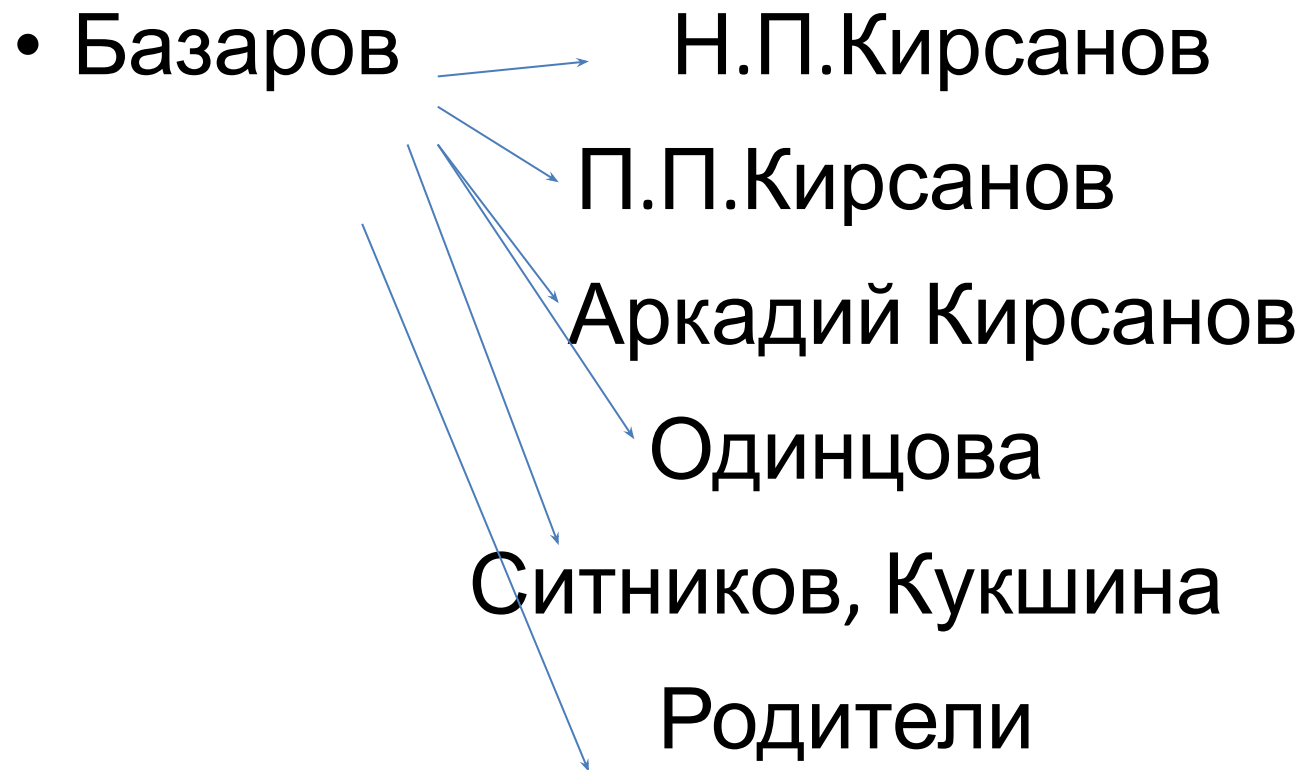 • Базаров Н.П.Кирсанов
П.П.Кирсанов
Аркадий Кирсанов
Одинцова
Ситников, Кукшина
Родители